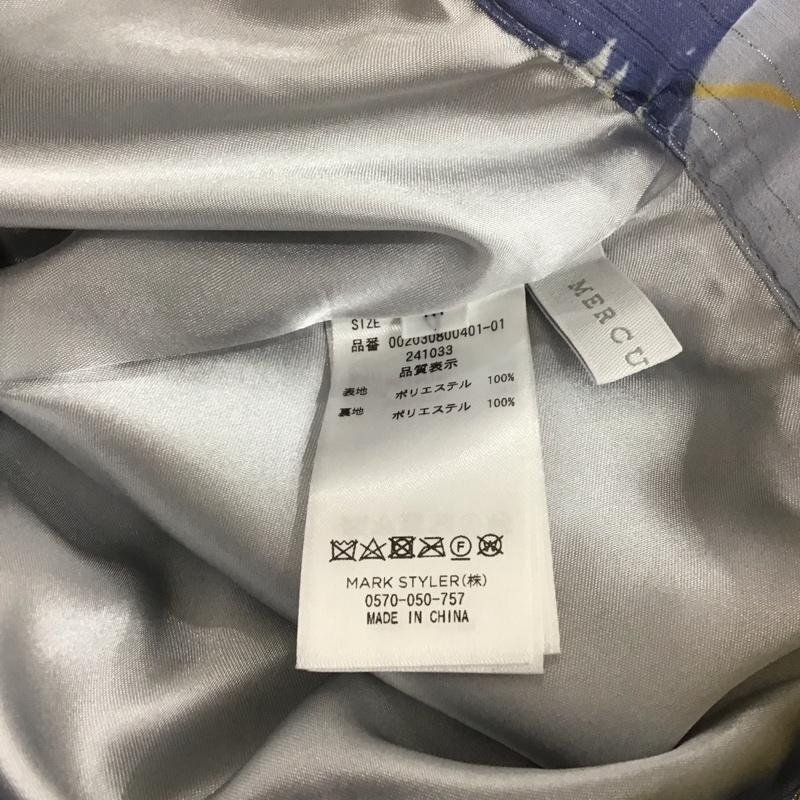 SIZE
品番 002030800401-01
241033
品質表示
表地 ポリエステル 100%
裏地 ポリエステル 100%
F
W
MARK STYLER(株)
0570-050-757
MADE IN CHINA
MERCU